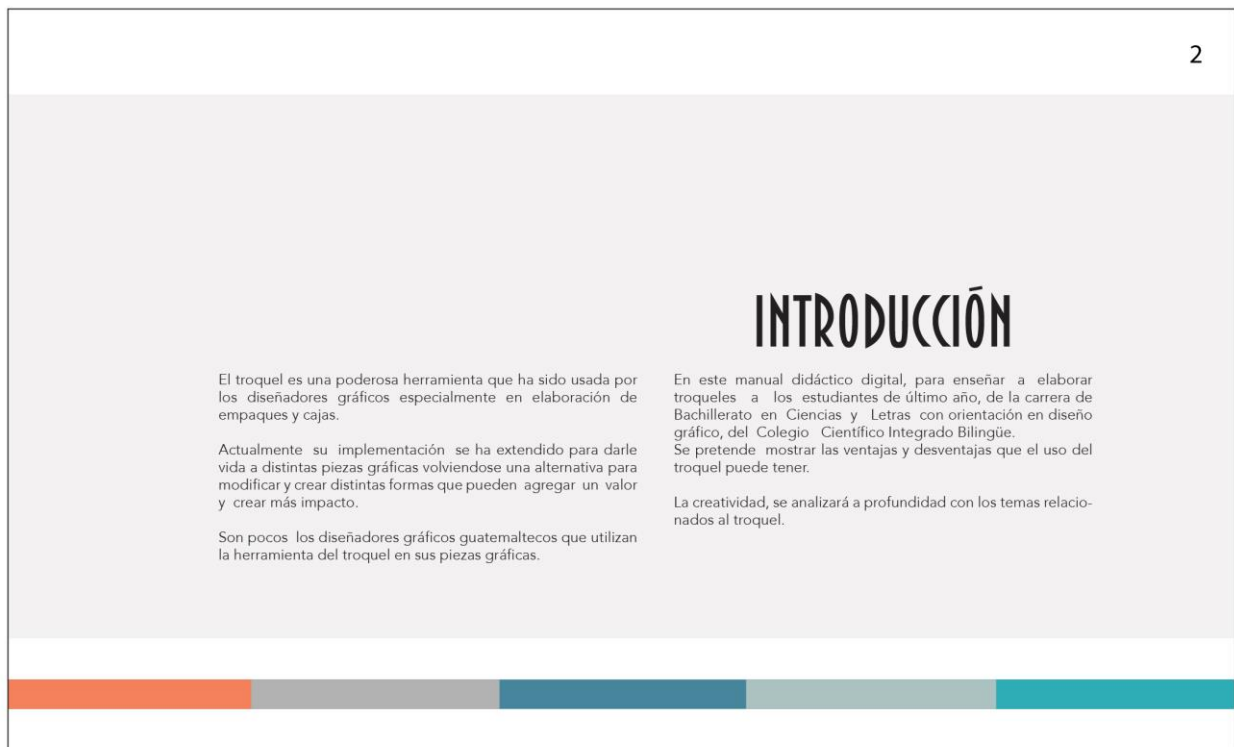 2
INTRODUCCIÓN
El troquel es una poderosa herramienta que ha sido usada por
los diseñadores gráficos especialmente en elaboración de
empaques y cajas.
Actualmente su implementación se ha extendido para darle
vida a distintas piezas gráficas volviendose una alternativa para
modificar y crear distintas formas que pueden agregar un valor
y crear más impacto.
Son pocos los diseñadores gráficos guatemaltecos que utilizan
la herramienta del troquel en sus piezas gráficas.
En este manual didáctico digital, para enseñar a elaborar
troqueles a los estudiantes de último año, de la carrera de
Bachillerato en Ciencias y Letras con orientación en diseño
gráfico, del Colegio Científico Integrado Bilingüe.
Se pretende mostrar las ventajas y desventajas que el uso del
troquel puede tener.
La creatividad, se analizará a profundidad con los temas relacio-
nados al troquel.